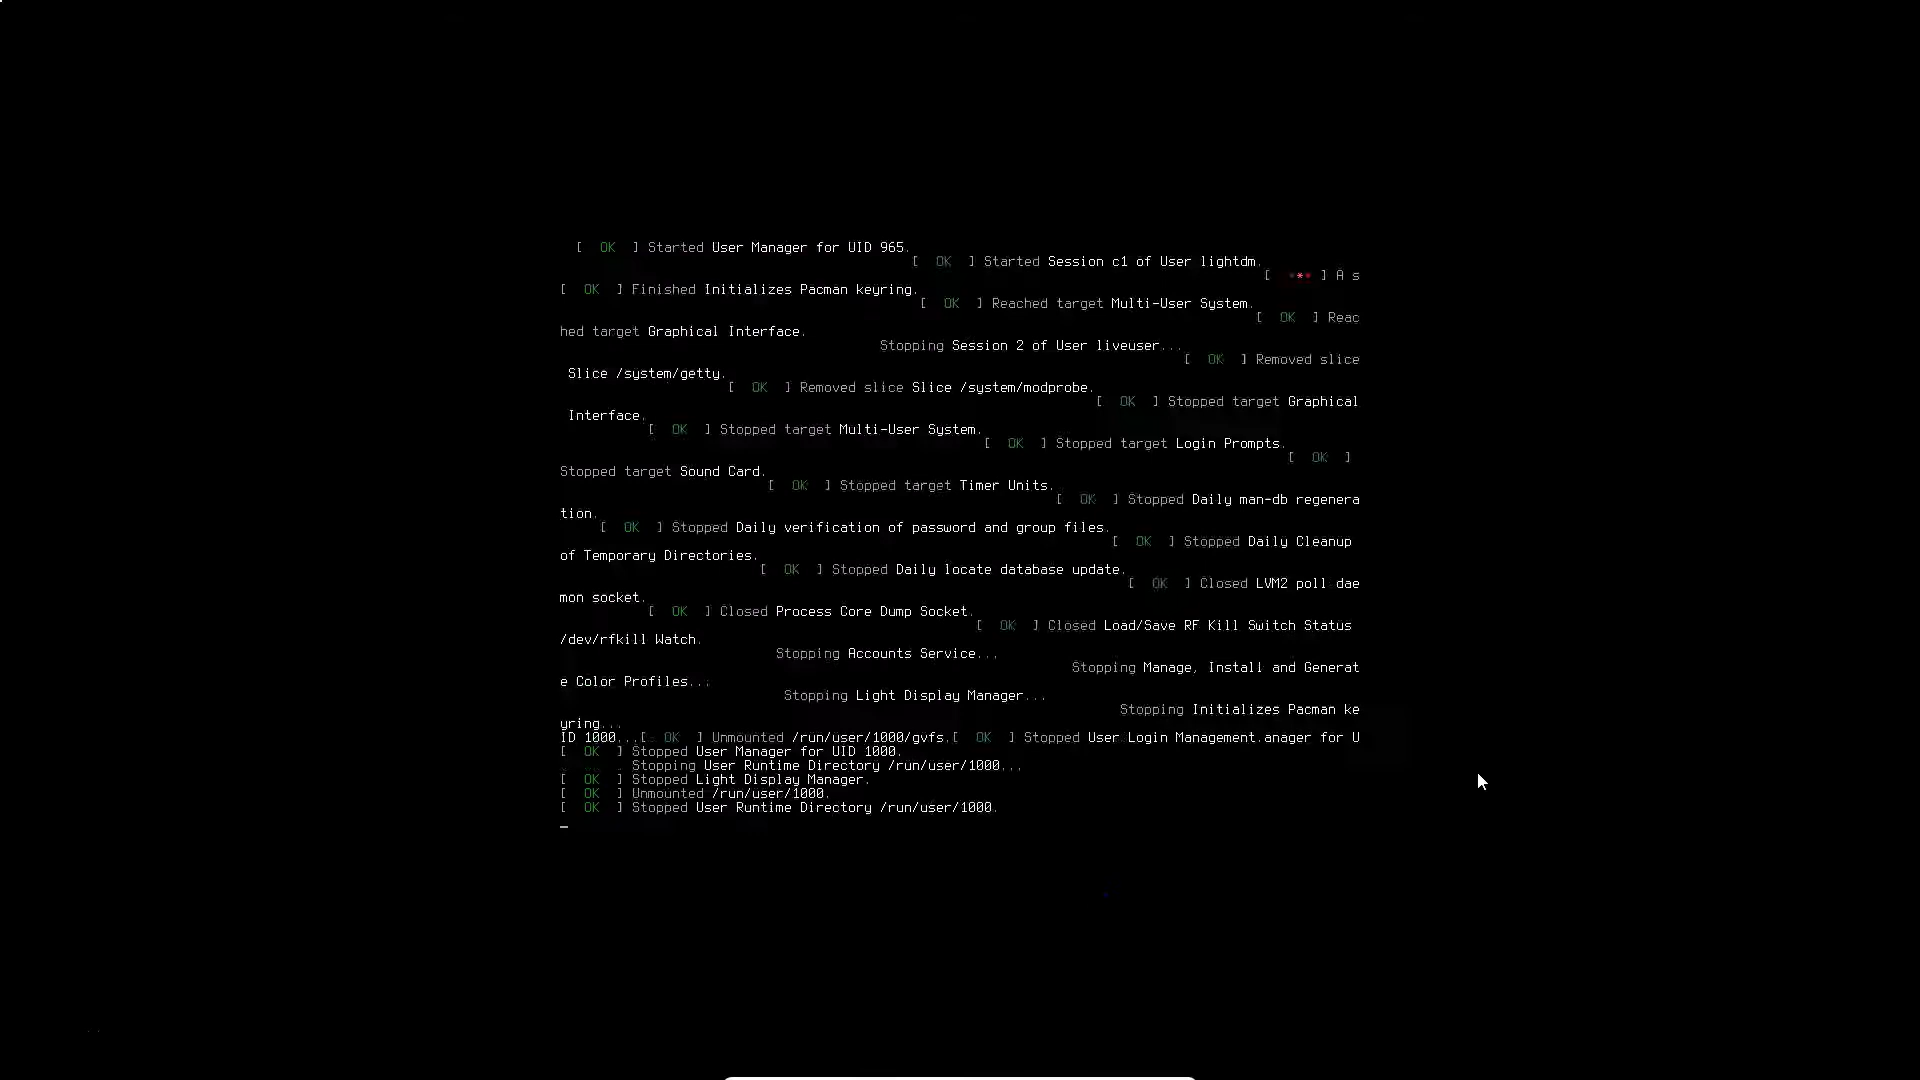 [  OK  ] Started User Manager for UID 965.
[  OK  ] Started Session c1 of User lightdm.
[  *** ] A s
[  OK  ] Finished Initializes Pacman keyring.
[  OK  ] Reached target Multi-User System.
[  OK  ] Reac
hed target Graphical Interface.
Stopping Session 2 of User liveuser...
[  OK  ] Removed slice
Slice /system/getty.
[  OK  ] Removed slice Slice /system/modprobe.
[  OK  ] Stopped target Graphical
Interface.
[  OK  ] Stopped target Multi-User System.
[  OK  ] Stopped target Login Prompts.
[  OK  ]
Stopped target Sound Card.
[  OK  ] Stopped target Timer Units.
[  OK  ] Stopped Daily man-db regenera
tion.
[  OK  ] Stopped Daily verification of password and group files.
[  OK  ] Stopped Daily Cleanup
of Temporary Directories.
[  OK  ] Stopped Daily locate database update.
[  OK  ] Closed LVM2 poll dae
mon socket.
[  OK  ] Closed Process Core Dump Socket.
[  OK  ] Closed Load/Save RF Kill Switch Status
/dev/rfkill Watch.
Stopping Accounts Service...
Stopping Manage, Install and Generat
e Color Profiles...
Stopping Light Display Manager...
Stopping Initializes Pacman ke
yring...
ID 1000...[  OK  ] Unmounted /run/user/1000/gvfs.[  OK  ] Stopped User Login Management.anager for U
[  OK  ] Stopped User Manager for UID 1000.
Stopping User Runtime Directory /run/user/1000...
[  OK  ] Stopped Light Display Manager.
[  OK  ] Unmounted /run/user/1000.
[  OK  ] Stopped User Runtime Directory /run/user/1000.